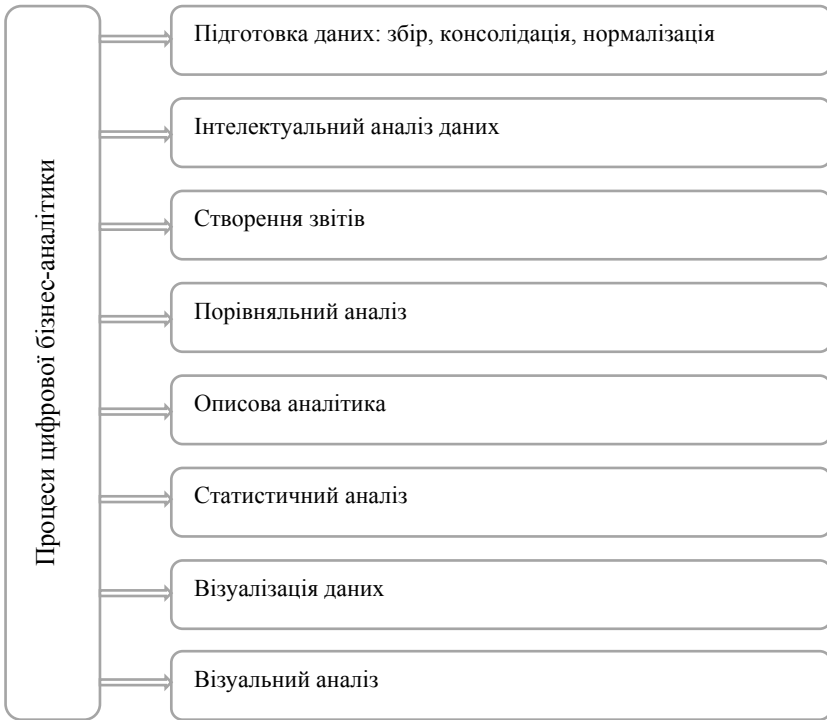 Процеси цифрової бізнес-аналітики
Підготовка даних: збір, консолідація, нормалізація
Інтелектуальний аналіз даних
Створення звітів
Порівняльний аналіз
Описова аналітика
Статистичний аналіз
Візуалізація даних
Візуальний аналіз